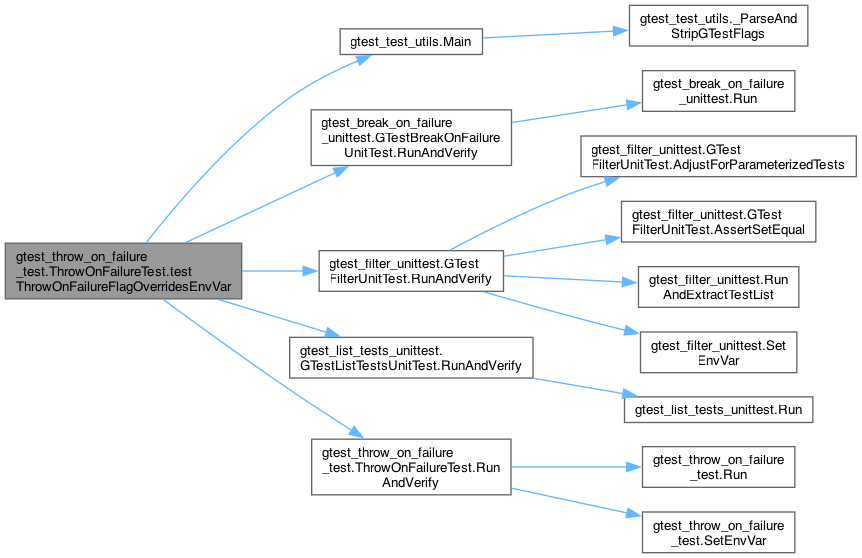 gtest_throw_on_failure
_test.ThrowOnFailureTest.test
ThrowOnFailureFlagOverridesEnvVar
gtest_test_utils.Main
gtest_break_on_failure
_unittest.GTestBreakOnFailure
UnitTest.RunAndVerify
gtest_filter_unittest.GTest
FilterUnitTest.RunAndVerify
gtest_list_tests_unittest.
GTestListTestsUnitTest.RunAndVerify
gtest_throw_on_failure
_test.ThrowOnFailureTest.Run
AndVerify
gtest_test_utils._ParseAnd
StripGTestFlags
gtest_break_on_failure
_unittest.Run
gtest_filter_unittest.GTest
FilterUnitTest.AdjustForParameterizedTests
gtest_filter_unittest.GTest
FilterUnitTest.AssertSetEqual
gtest_filter_unittest.Run
AndExtractTestList
gtest_filter_unittest.Set
EnvVar
gtest_list_tests_unittest.Run
gtest_throw_on_failure
_test.Run
gtest_throw_on_failure
_test.SetEnvVar